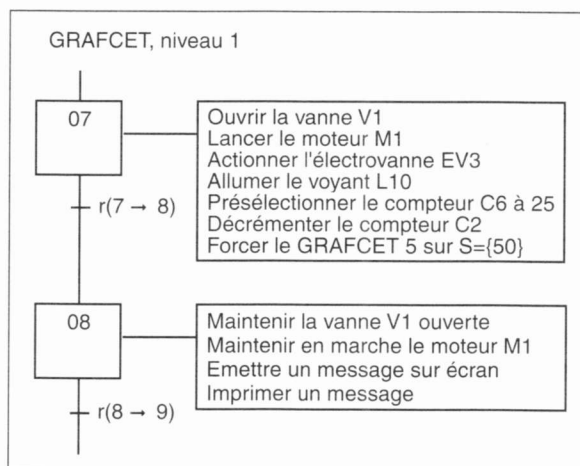 GRAFCET, niveau 1
07
Ouvrir la vanne V1
Lancer le moteur M1
Actionner l'électrovanne EV3
Allumer le voyant L10
Présélectionner le compteur C6 à 25
Décrémenter le compteur C2
Forcer le GRAFCET 5 sur S={50}
r(7 → 8)
08
Maintenir la vanne V1 ouverte
Maintenir en marche le moteur M1
Emettre un message sur écran
Imprimer un message
r(8 → 9)